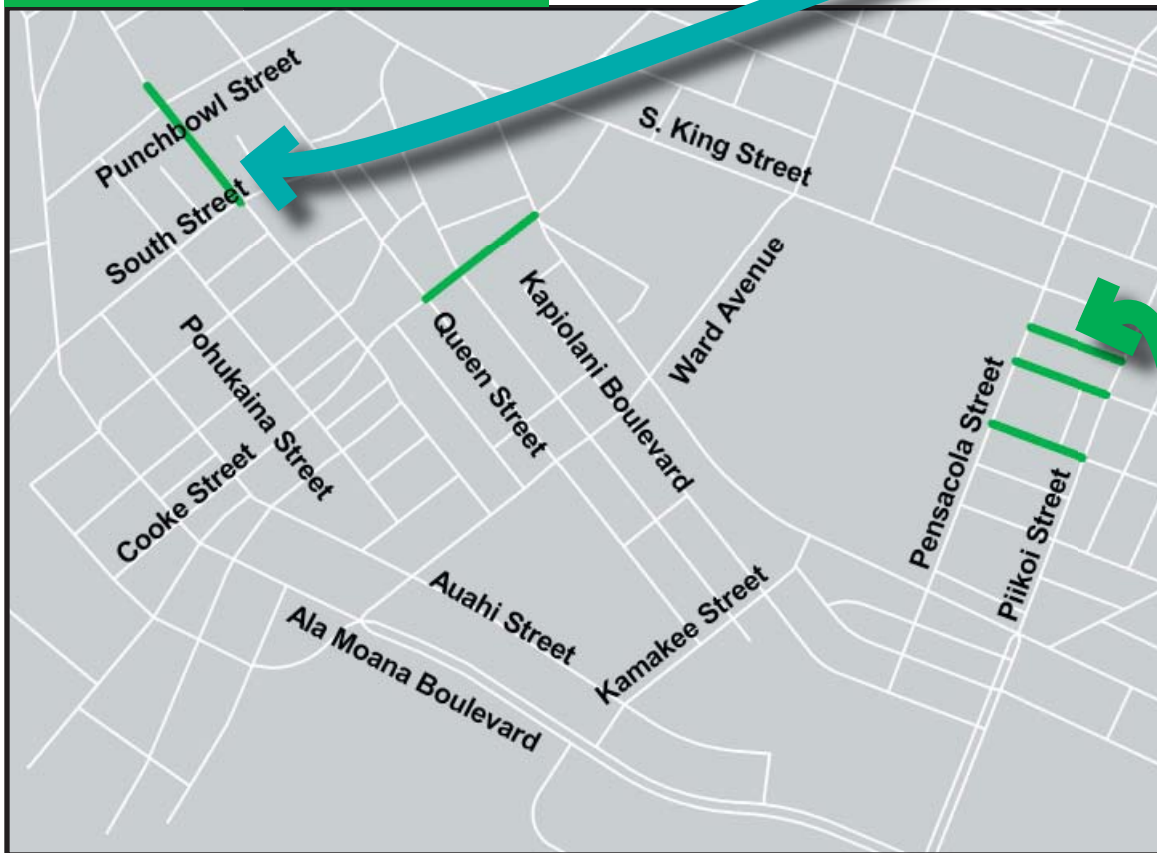 Punchbowl Street
S. King Street
South Street
Ward Avenue
Kapiolani Boulevard
Queen Street
Pohukaina Street
Pensacola Street
Cooke Street
Piikoi Street
Auahi Street
Kamakee Street
Ala Moana Boulevard